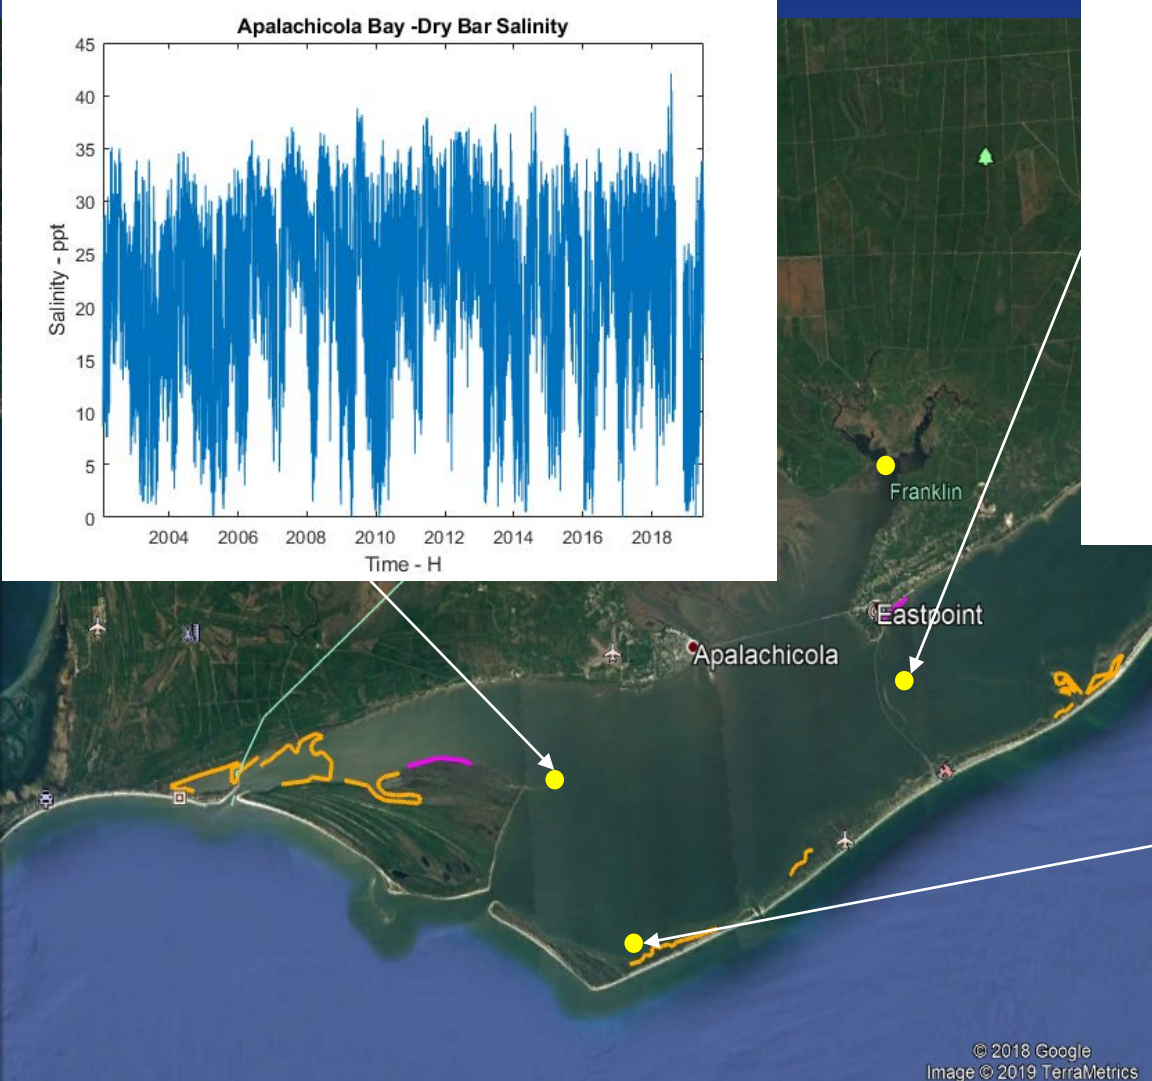 Apalachicola Bay -Dry Bar Salinity
45
40
35
30
25
20
15
10
5
0
Salinity - ppt
2004 2006 2008 2010 2012 2014 2016 2018
Time - H
Franklin
Eastpoint
Apalachicola
© 2018 Google
Image © 2019 TerraMetrics